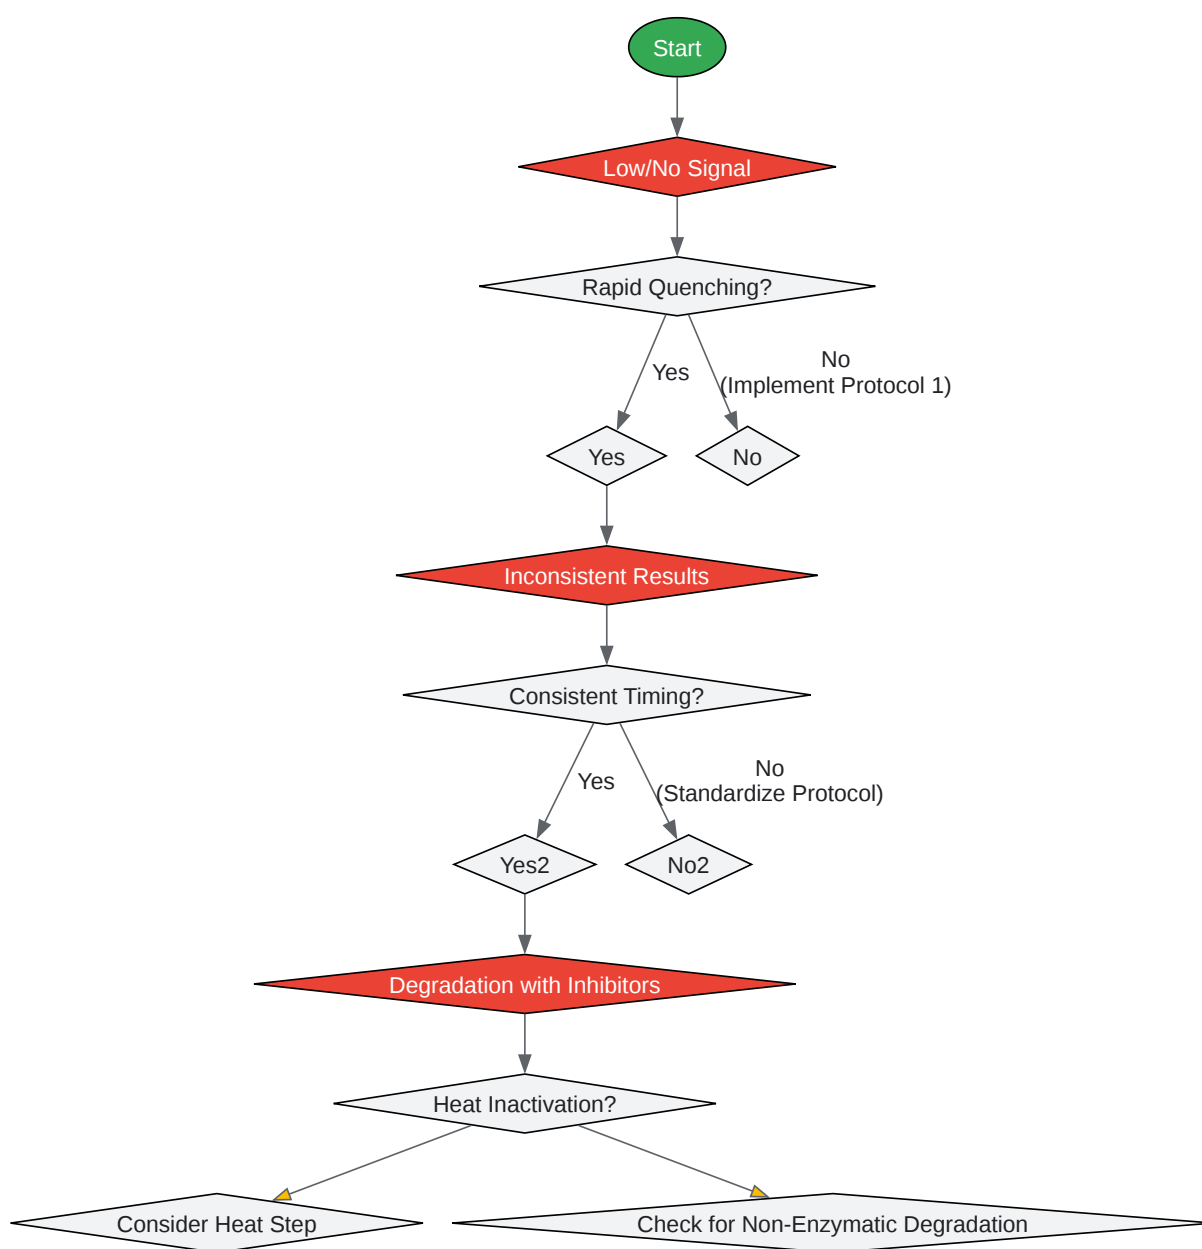 Start
Low/No Signal
Rapid Quenching?
Yes
No
(Implement Protocol 1)
Yes
No
Inconsistent Results
Consistent Timing?
Yes
No
(Standardize Protocol)
Yes2
No2
Degradation with Inhibitors
Heat Inactivation?
Consider Heat Step
Check for Non-Enzymatic Degradation